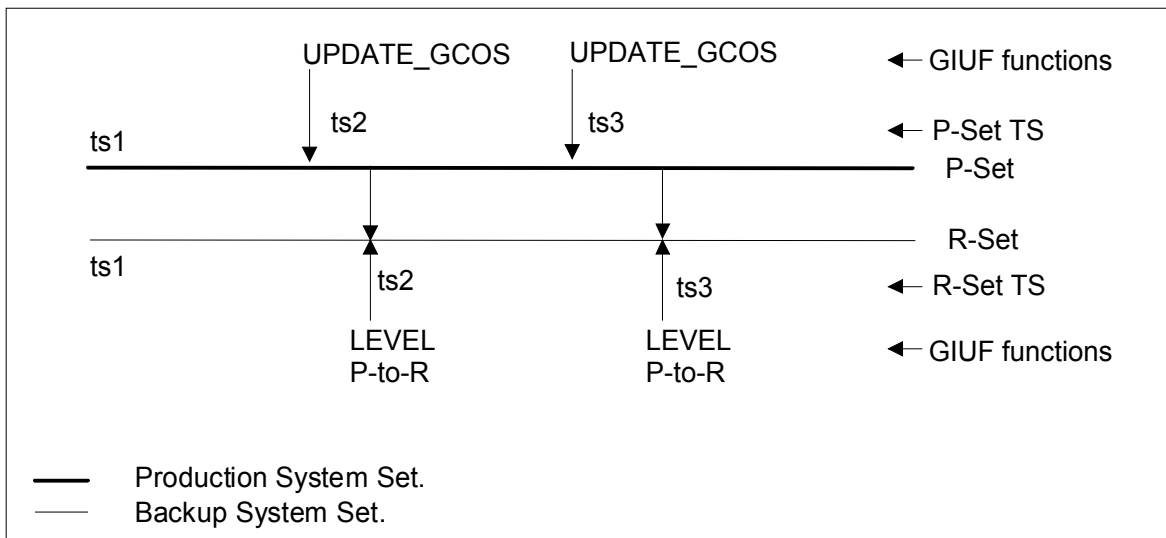 UPDATE_GCOS
UPDATE_GCOS
GIUF functions
ts2
ts3
P-Set TS
ts1
P-Set
R-Set
ts1
ts2
ts3
R-Set TS
LEVEL
P-to-R
LEVEL
P-to-R
GIUF functions
Production System Set.
Backup System Set.